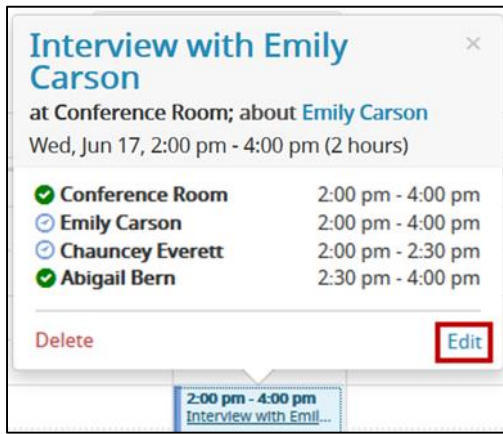 Interview with Emily
Carson
at Conference Room; about Emily Carson
Wed, Jun 17, 2:00 pm - 4:00 pm (2 hours)
Conference Room 2:00 pm - 4:00 pm
Emily Carson 2:00 pm - 4:00 pm
Chauncey Everett 2:00 pm - 2:30 pm
Abigail Bern 2:30 pm - 4:00 pm
Delete Edit
2:00 pm - 4:00 pm
Interview with Emil...